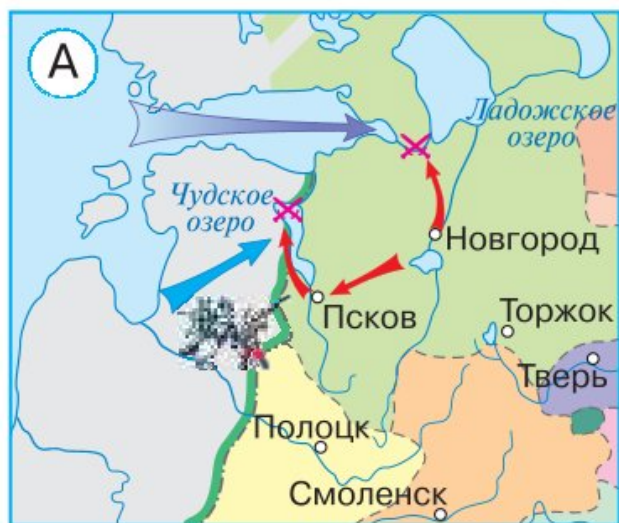 А
Ладожское
озеро
Чудское
озеро
Новгород
Псков
Торжок
Тверь
Полоцк
Смоленск